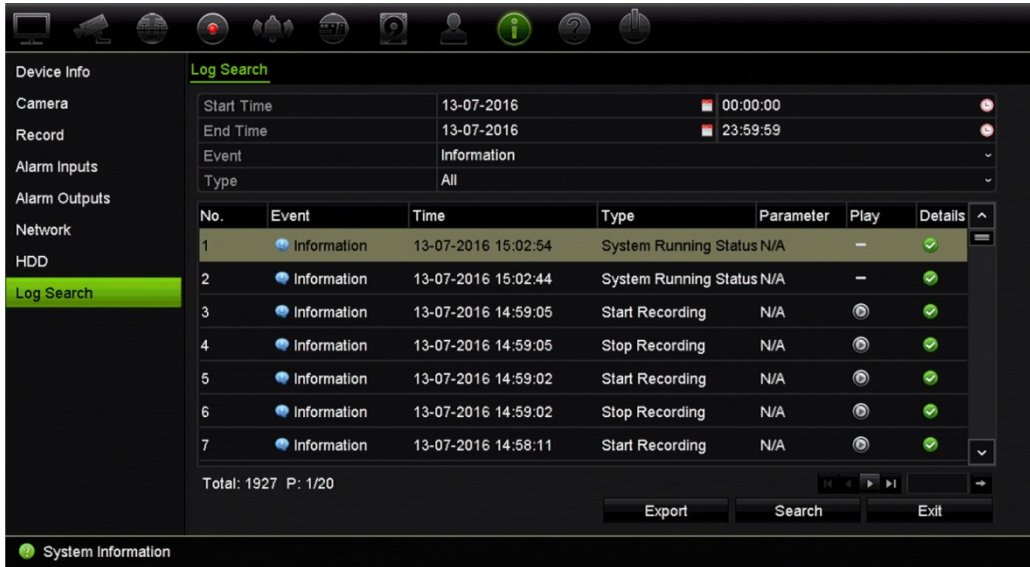 Device Info
Camera
Record
Alarm Inputs
Alarm Outputs
Network
HDD
Log Search
Log Search
Start Time 13-07-2016 00:00:00
End Time 13-07-2016 23:59:59
Event Information
Type All
No. Event Time Type Parameter Play Details
1 Information 13-07-2016 15:02:54 System Running Status N/A –
2 Information 13-07-2016 15:02:44 System Running Status N/A –
3 Information 13-07-2016 14:59:05 Start Recording N/A
4 Information 13-07-2016 14:59:05 Stop Recording N/A
5 Information 13-07-2016 14:59:02 Start Recording N/A
6 Information 13-07-2016 14:59:02 Stop Recording N/A
7 Information 13-07-2016 14:58:11 Start Recording N/A
Total: 1927 P: 1/20
Export Search Exit
System Information